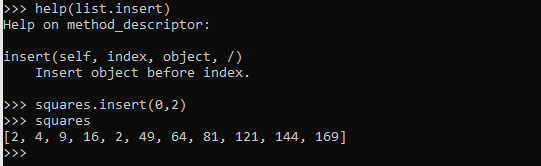 >>> help(list.insert)
Help on method_descriptor:
insert(self, index, object, /)
    Insert object before index.
>>> squares.insert(0,2)
>>> squares
[2, 4, 9, 16, 2, 49, 64, 81, 121, 144, 169]
>>>